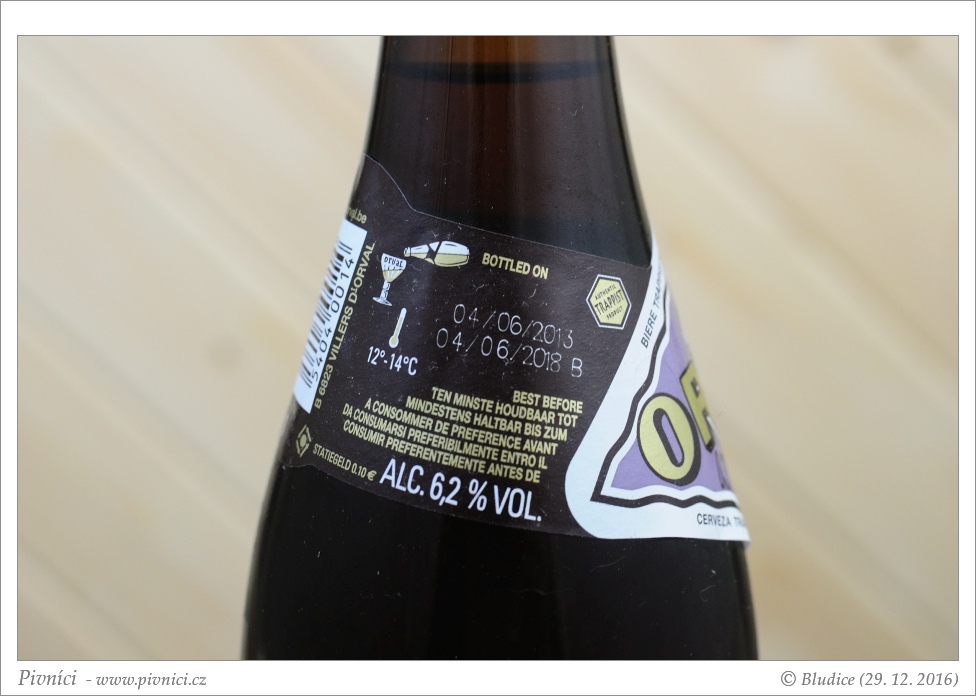 ORVAL
BOTTLED ON
AUTHENTIC
TRAPPIST
PRODUCT
04/06/2013
04/06/2018 B
12°-14°C
BEST BEFORE
TEN MINSTE HOUDBAAR TOT
MINDESTENS HALTBAR BIS ZUM
A CONSOMMER DE PREFERENCE AVANT
DA CONSUMARSI PREFERIBILMENTE ENTRO IL
CONSUMIR PREFERENTEMENTE ANTES DE
STATIEGELD 0.10 €
ALC. 6,2 % VOL.
B 6823 VILLERS D'ORVAL
BIERE
CERVEZA
Pivníci - www.pivnici.cz
© Bludice (29. 12. 2016)